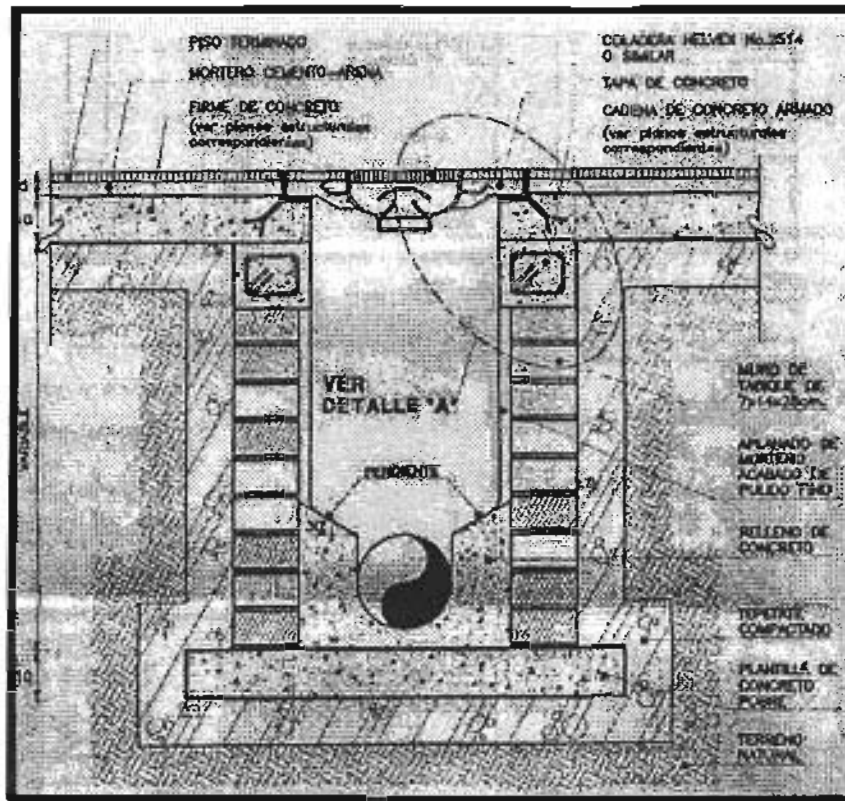 PISO TERMINADO
MORTERO CEMENTO-ARENA
FIRME DE CONCRETO
(ver planos estructurales
correspondientes)
COLADERA HELVEX No.2514
O SIMILAR
TAPA DE CONCRETO
CADENA DE CONCRETO ARMADO
(ver planos estructurales
correspondientes)
VER
DETALLE "A"
PENDIENTE
VARIABLE
MURO DE
TABIQUE DE
7x14x28cm.
APLANADO DE
MORTERO
ACABADO DE
PULIDO FINO
RELLENO DE
CONCRETO
TEPETATE
COMPACTADO
PLANTILLA DE
CONCRETO
POBRE
TERRENO
NATURAL